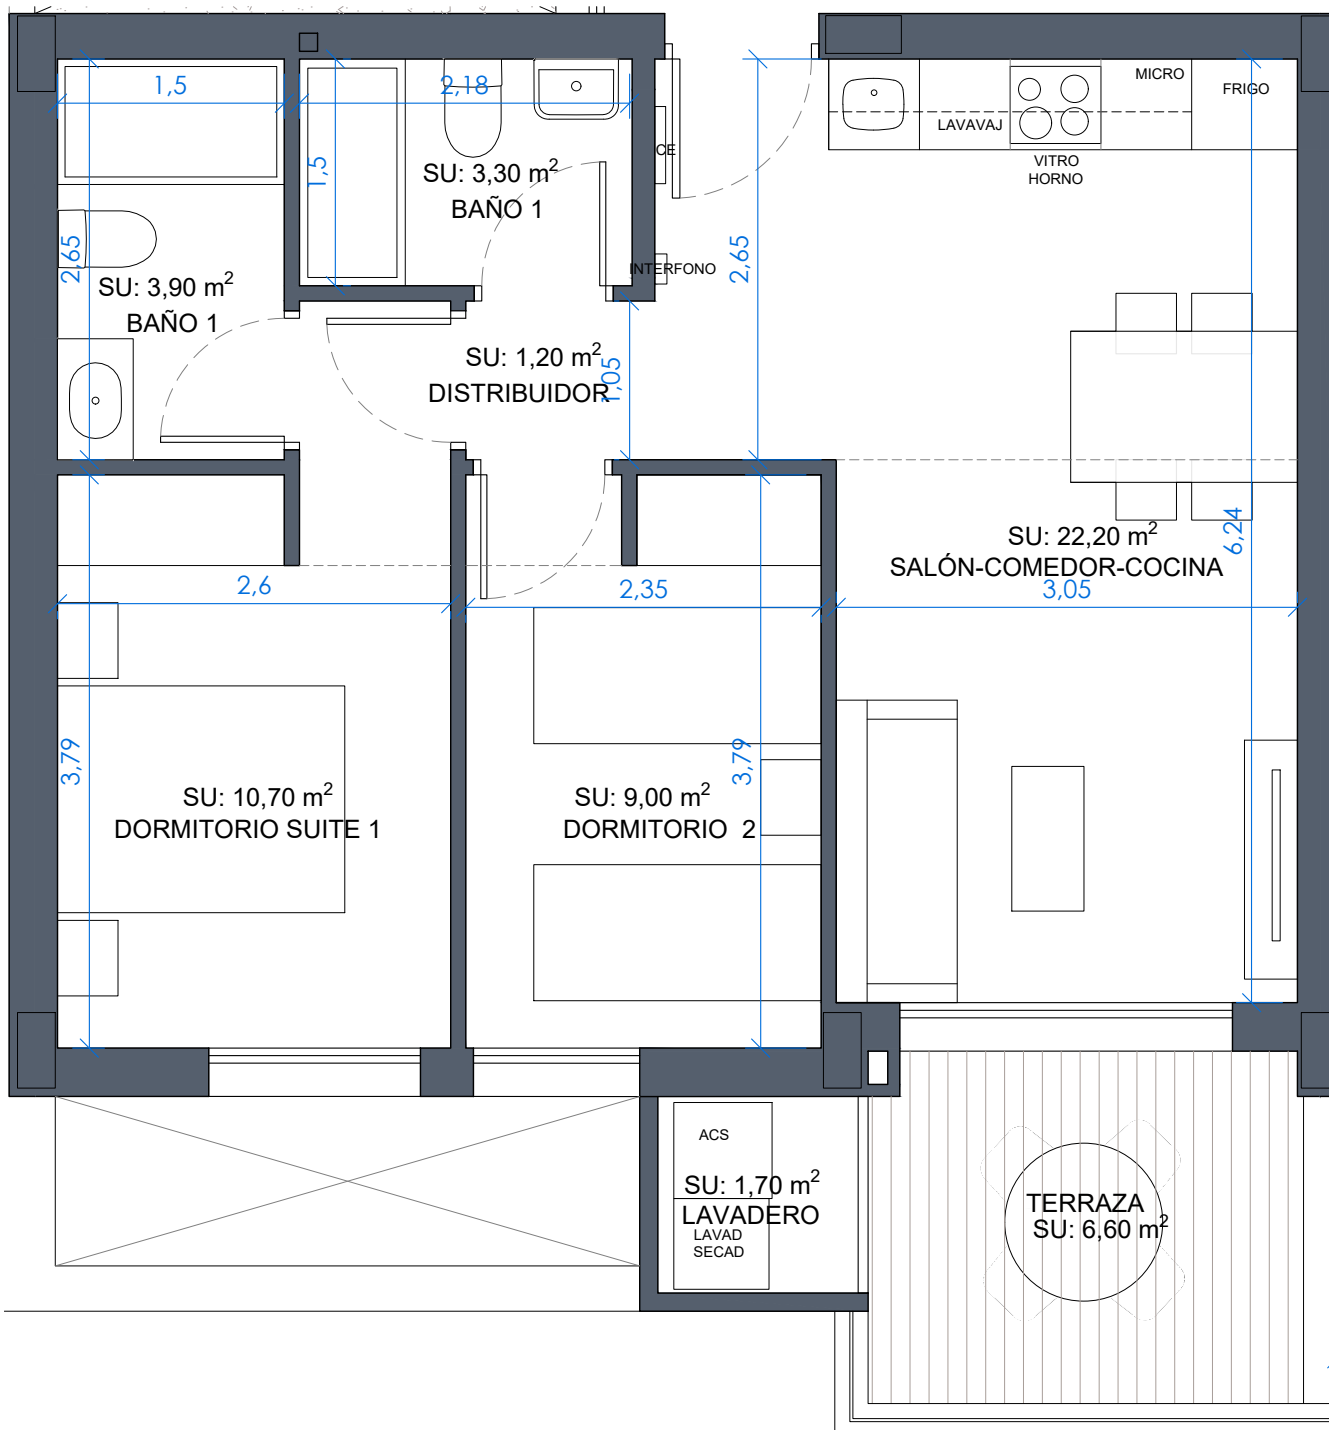 1,5
2,18
MICRO
FRIGO
LAVAVAJ
VITRO
HORNO
CE
1,5
SU: 3,30 m²
BAÑO 1
2,65
SU: 3,90 m²
BAÑO 1
INTERFONO
2,65
SU: 1,20 m²
DISTRIBUIDOR
1,05
SU: 22,20 m²
SALÓN-COMEDOR-COCINA
6,24
2,6
2,35
3,05
3,79
SU: 10,70 m²
DORMITORIO SUITE 1
3,79
SU: 9,00 m²
DORMITORIO 2
ACS
SU: 1,70 m²
LAVADERO
LAVAD
SECAD
TERRAZA
SU: 6,60 m²